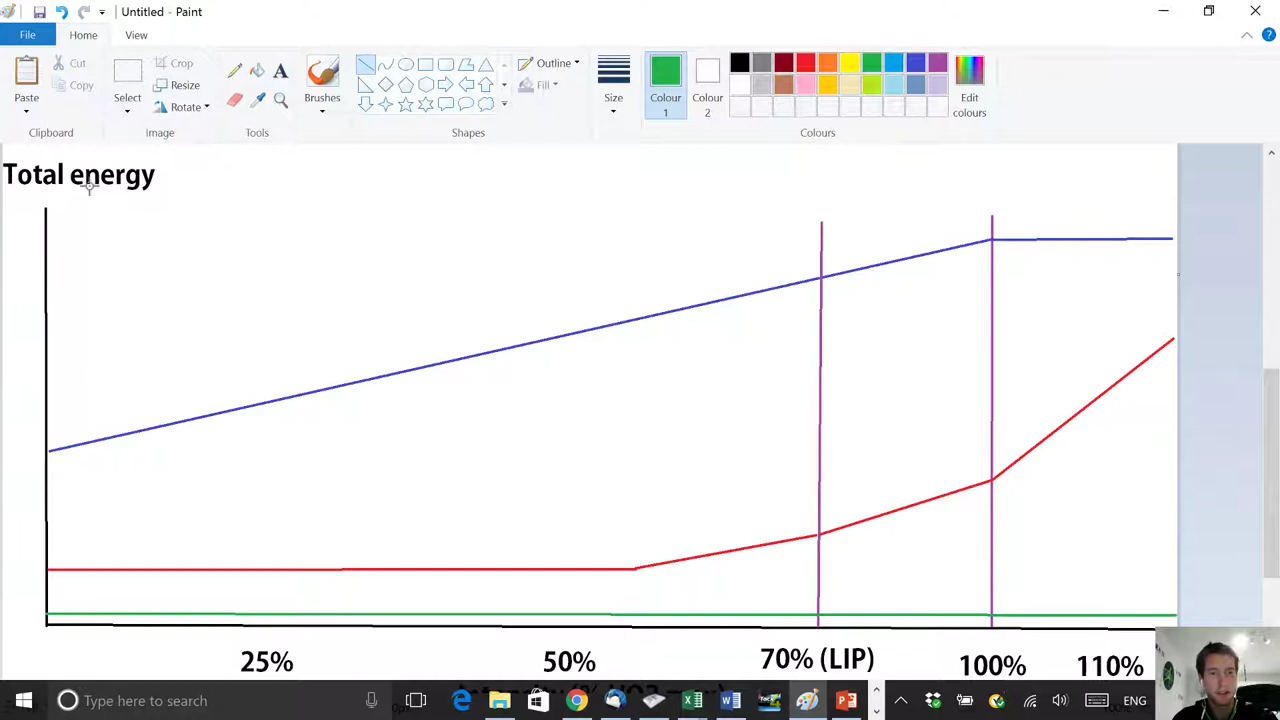 Untitled - Paint
File
Home
View
Paste
Cut
Copy
Clipboard
Select
Crop
Resize
Rotate
Image
Tools
Brushes
Shapes
Outline
Fill
Size
Colour 1
Colour 2
Edit colours
Colours
Total energy
25%
50%
70% (LIP)
100%
110%
Type here to search
ENG